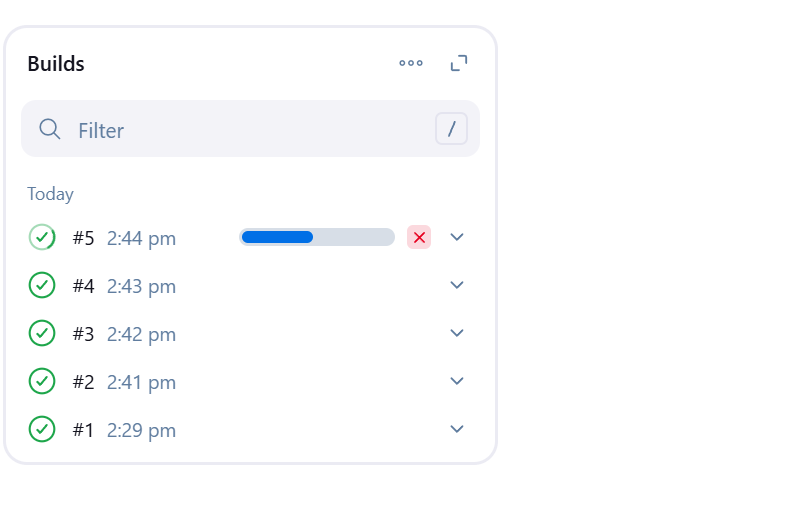 Builds
Filter /
Today
#5 2:44 pm
#4 2:43 pm
#3 2:42 pm
#2 2:41 pm
#1 2:29 pm